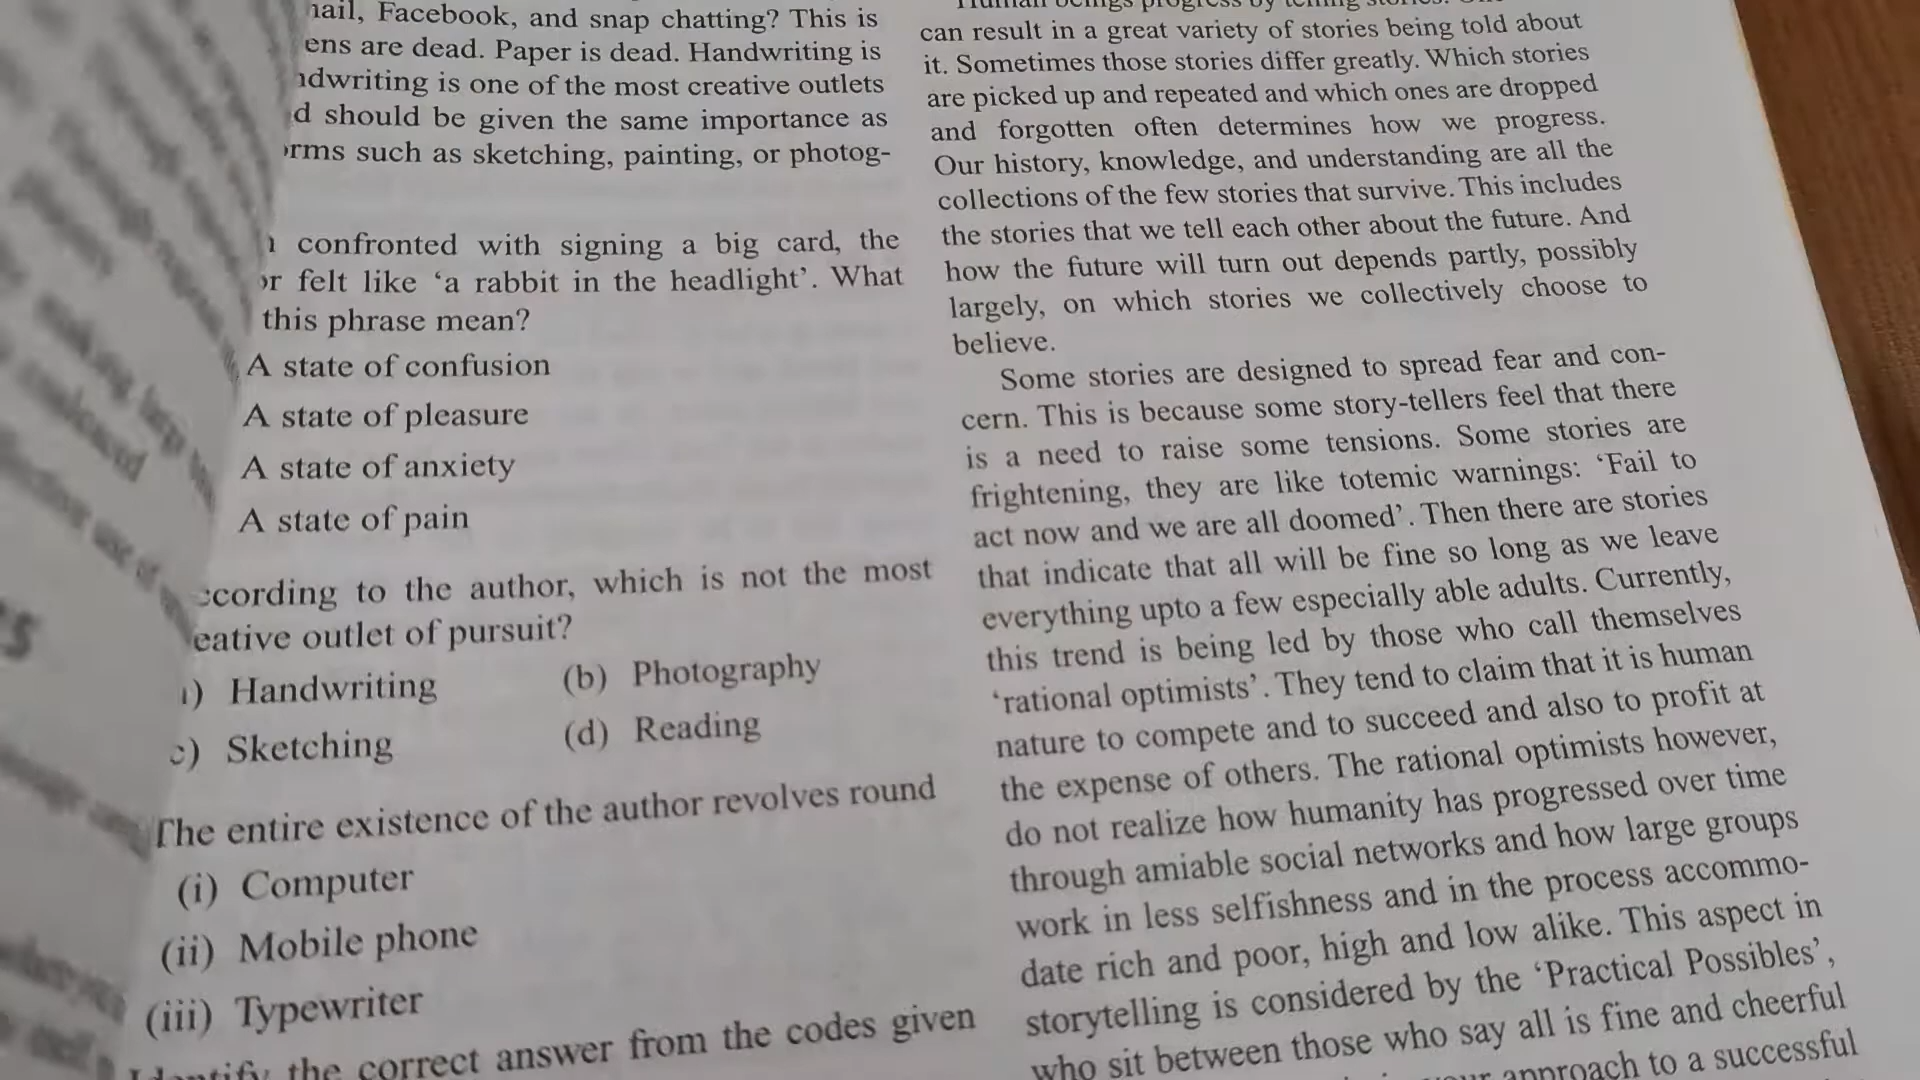 Facebook, and snap chatting? This is
are dead. Paper is dead. Handwriting is
is one of the most creative outlets
should be given the same importance as
such as sketching, painting, or photog-
confronted with signing a big card, the
felt like ‘a rabbit in the headlight’. What
this phrase mean?
A state of confusion
A state of pleasure
A state of anxiety
A state of pain
to the author, which is not the most
outlet of pursuit?
Handwriting (b) Photography
Sketching (d) Reading
The entire existence of the author revolves round
(i) Computer
(ii) Mobile phone
(iii) Typewriter
the correct answer from the codes given
can result in a great variety of stories being told about
it. Sometimes those stories differ greatly. Which stories
are picked up and repeated and which ones are dropped
and forgotten often determines how we progress.
Our history, knowledge, and understanding are all the
collections of the few stories that survive. This includes
the stories that we tell each other about the future. And
how the future will turn out depends partly, possibly
largely, on which stories we collectively choose to
believe.
Some stories are designed to spread fear and con-
cern. This is because some story-tellers feel that there
is a need to raise some tensions. Some stories are
frightening, they are like totemic warnings: ‘Fail to
act now and we are all doomed’. Then there are stories
that indicate that all will be fine so long as we leave
everything upto a few especially able adults. Currently,
this trend is being led by those who call themselves
‘rational optimists’. They tend to claim that it is human
nature to compete and to succeed and also to profit at
the expense of others. The rational optimists however,
do not realize how humanity has progressed over time
through amiable social networks and how large groups
work in less selfishness and in the process accommo-
date rich and poor, high and low alike. This aspect in
storytelling is considered by the ‘Practical Possibles’,
who sit between those who say all is fine and cheerful
approach to a successful